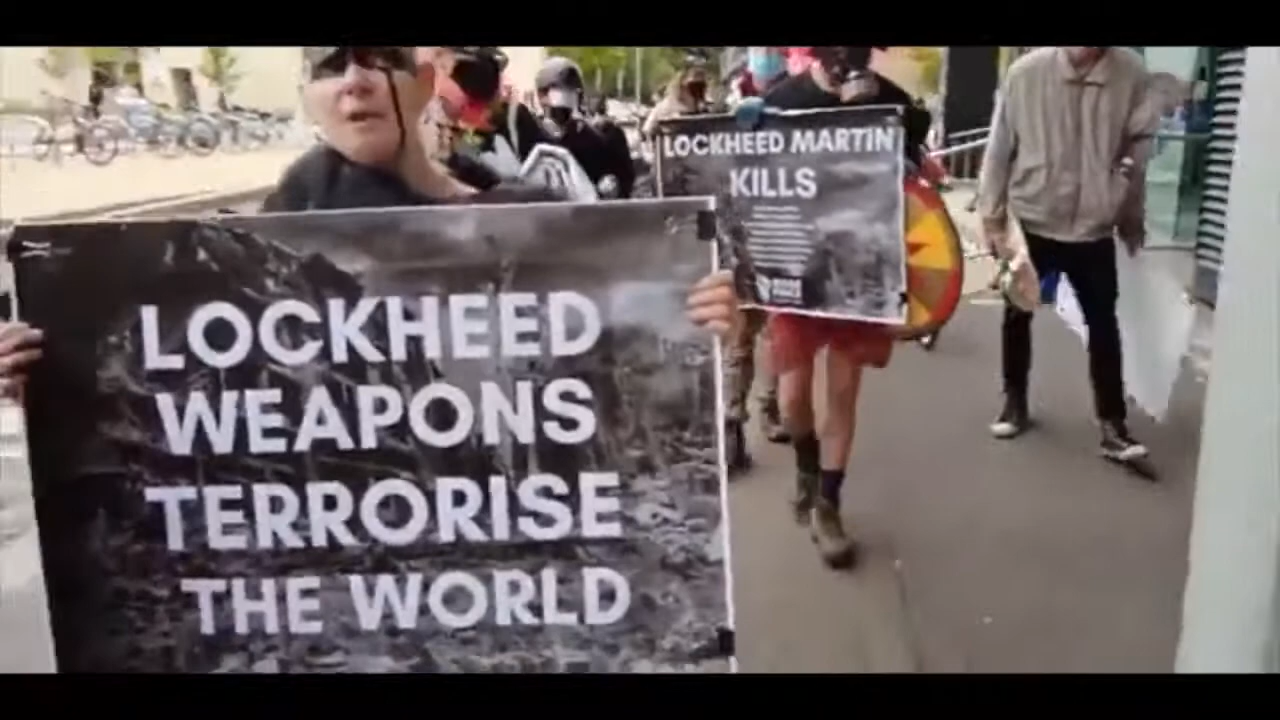 LOCKHEED
WEAPONS
TERRORISE
THE WORLD
LOCKHEED MARTIN
KILLS